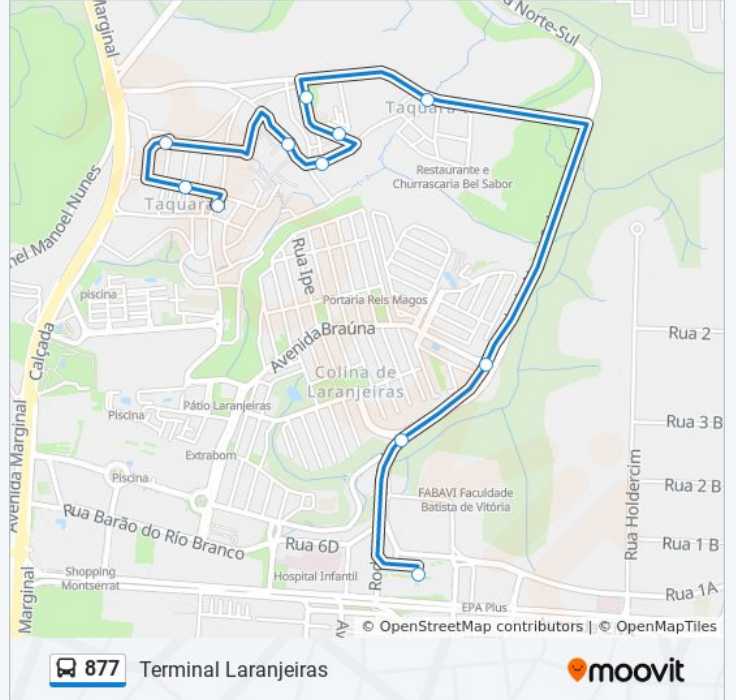 Marginal
a Norte-Sul
Taquara
Restaurante e
Churrascaria Bel Sabor
nel Manoel Nunes
Taquara
Rua Ipe
piscina
Portaria Reis Magos
Avenida Braúna
Rua 2
Calçada
Colina de
Laranjeiras
Piscina
Pátio Laranjeiras
Rua 3 B
Avenida Marginal
Extrabom
Piscina
Rua Holdercim
FABAVI Faculdade
Batista de Vitória
Rua 2 B
Rua Barão do Río Branco
Rua 6D
Rua 1 B
Shopping
Montserrat
Hospital Infantil
Rod
Rua 1A
Marginal
EPA Plus
Av
© OpenStreetMap contributors | © OpenMapTiles
877 Terminal Laranjeiras
moovit